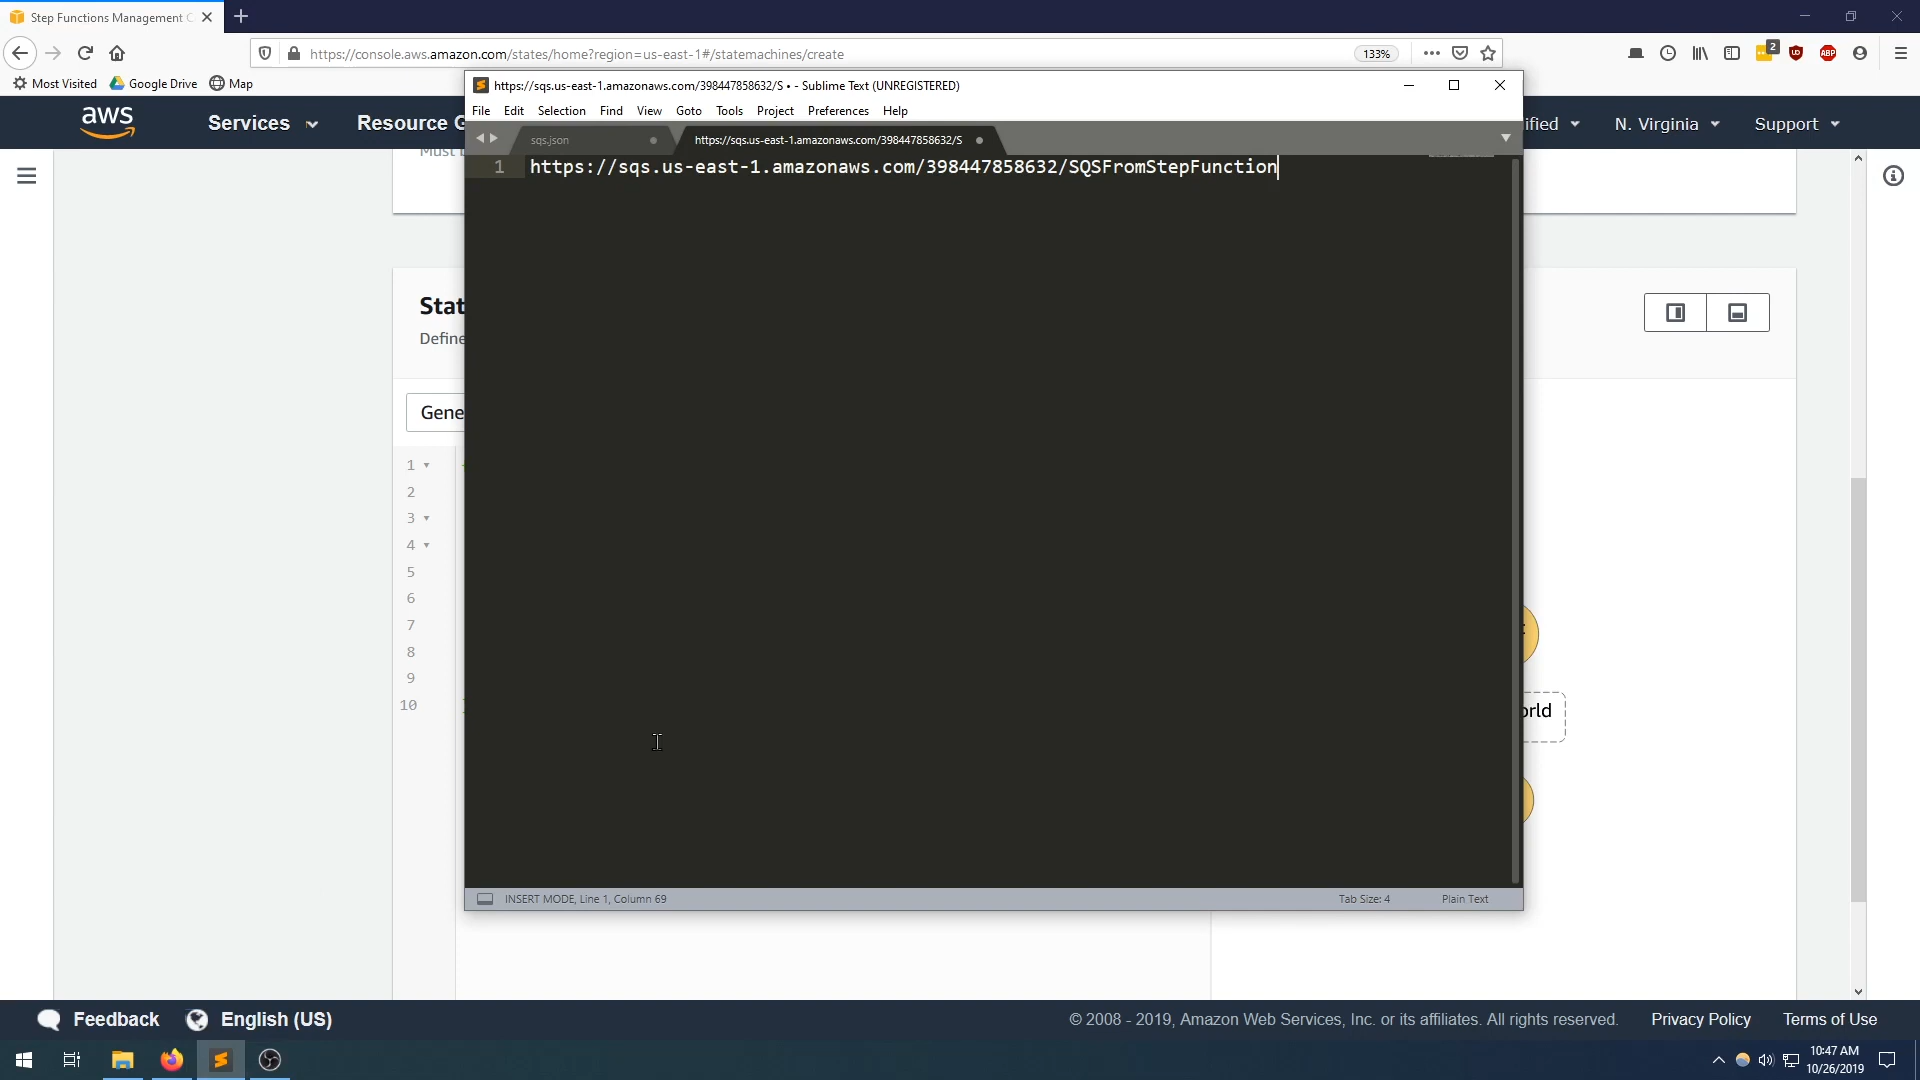 Step Functions Management C
https://console.aws.amazon.com/states/home?region=us-east-1#/statemachines/create
133%
2
Most Visited
Google Drive
Map
https://sqs.us-east-1.amazonaws.com/398447858632/S • - Sublime Text (UNREGISTERED)
File Edit Selection Find View Goto Tools Project Preferences Help
aws
Services
Resource G
ified
N. Virginia
Support
sqs.json
https://sqs.us-east-1.amazonaws.com/398447858632/S
1 https://sqs.us-east-1.amazonaws.com/398447858632/SQSFromStepFunction
Stat
Define
Gene
1
2
3
4
5
6
7
8
9
10
orld
INSERT MODE, Line 1, Column 69
Tab Size: 4
Plain Text
Feedback
English (US)
© 2008 - 2019, Amazon Web Services, Inc. or its affiliates. All rights reserved.
Privacy Policy
Terms of Use
10:47 AM
10/26/2019